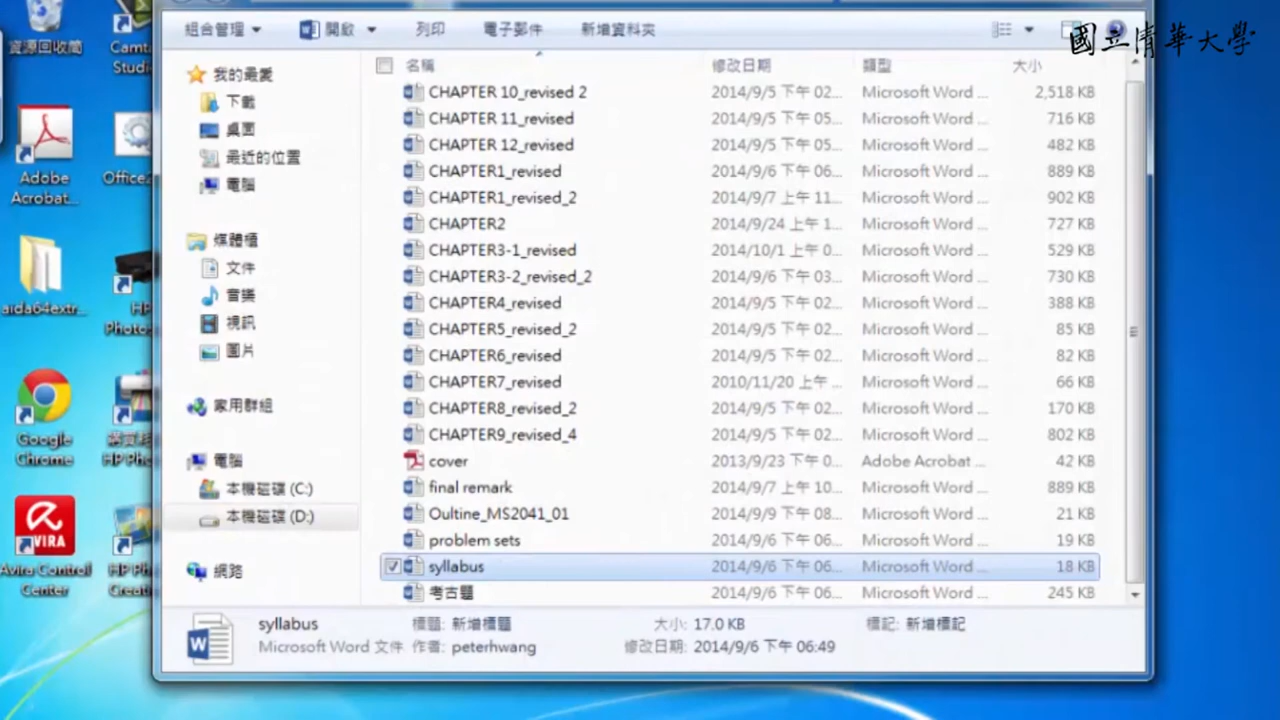 組合管理 開啟 列印 電子郵件 新增資料夾
國立清華大學
資源回收筒
Adobe
Acrobat...
aida64extr...
Google
Chrome
Avira Control
Center
AVIRA
Studio
HP
HP Pho
我的最愛
下載
桌面
最近的位置
電腦
媒體櫃
文件
音樂
視訊
圖片
家用群組
電腦
本機磁碟 (C:)
本機磁碟 (D:)
網路
名稱 修改日期 類型 大小
CHAPTER 10_revised 2 2014/9/5 下午 02... Microsoft Word ... 2,518 KB
CHAPTER 11_revised 2014/9/5 下午 05... Microsoft Word ... 716 KB
CHAPTER 12_revised 2014/9/5 下午 05... Microsoft Word ... 482 KB
CHAPTER1_revised 2014/9/6 下午 06... Microsoft Word ... 889 KB
CHAPTER1_revised_2 2014/9/7 上午 11... Microsoft Word ... 902 KB
CHAPTER2 2014/9/24 上午 1... Microsoft Word ... 727 KB
CHAPTER3-1_revised 2014/10/1 上午 0... Microsoft Word ... 529 KB
CHAPTER3-2_revised_2 2014/9/6 下午 03... Microsoft Word ... 730 KB
CHAPTER4_revised 2014/9/5 下午 02... Microsoft Word ... 388 KB
CHAPTER5_revised_2 2014/9/5 下午 02... Microsoft Word ... 85 KB
CHAPTER6_revised 2014/9/5 下午 02... Microsoft Word ... 82 KB
CHAPTER7_revised 2010/11/20 上午 ... Microsoft Word ... 66 KB
CHAPTER8_revised_2 2014/9/5 下午 02... Microsoft Word ... 170 KB
CHAPTER9_revised_4 2014/9/5 下午 02... Microsoft Word ... 802 KB
cover 2013/9/23 下午 0... Adobe Acrobat ... 42 KB
final remark 2014/9/7 上午 10... Microsoft Word ... 889 KB
Oultine_MS2041_01 2014/9/9 下午 08... Microsoft Word ... 21 KB
problem sets 2014/9/6 下午 06... Microsoft Word ... 19 KB
syllabus 2014/9/6 下午 06... Microsoft Word ... 18 KB
考古題 2014/9/6 下午 06... Microsoft Word ... 245 KB
syllabus 標題: 新增標題 大小: 17.0 KB 標記: 新增標記
Microsoft Word 文件 作者: peterhwang 修改日期: 2014/9/6 下午 06:49